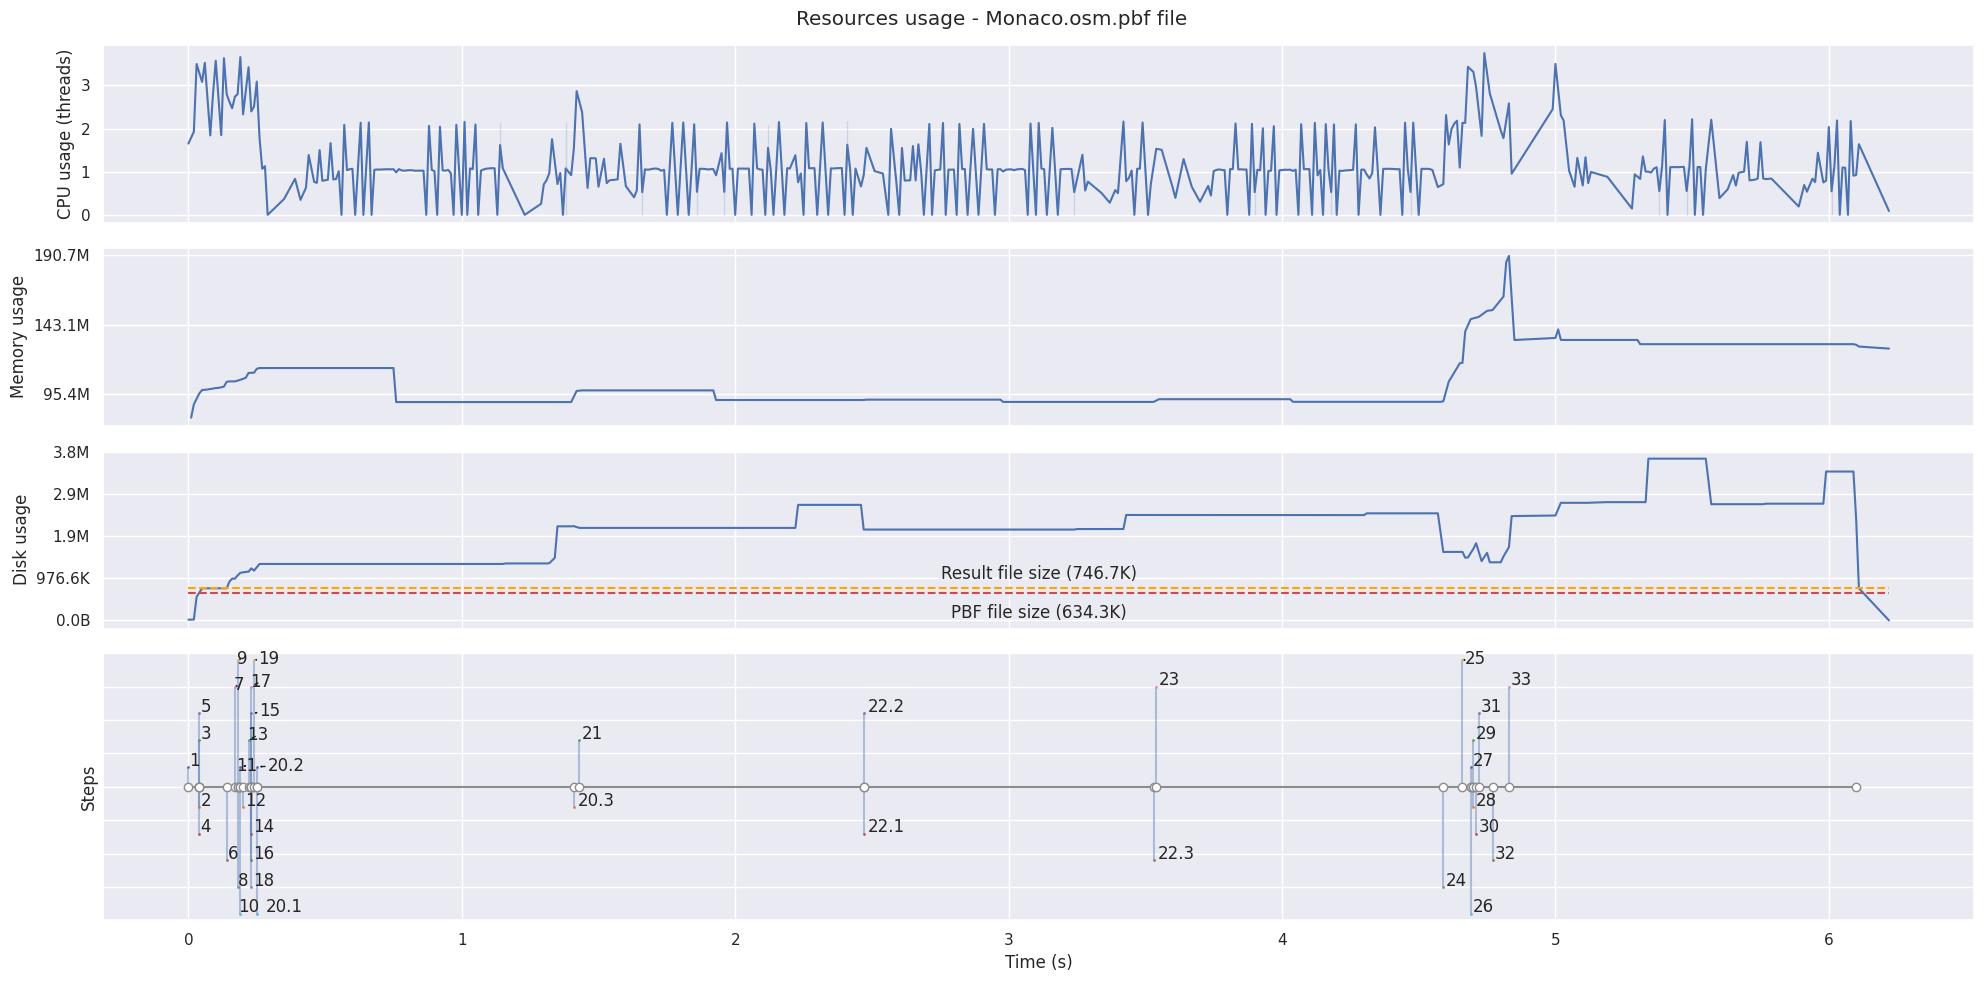 Resources usage - Monaco.osm.pbf file
CPU usage (threads)
3
2
1
0
Memory usage
190.7M
143.1M
95.4M
Disk usage
3.8M
2.9M
1.9M
976.6K
0.0B
Result file size (746.7K)
PBF file size (634.3K)
Steps
9 19 25
7 17 23 33
5 15 22.2 31
3 13 21 29
1 11 20.2 27
2 12 20.3 28
4 14 22.1 30
6 16 22.3 32
8 18 24
10 20.1 26
0 1 2 3 4 5 6
Time (s)